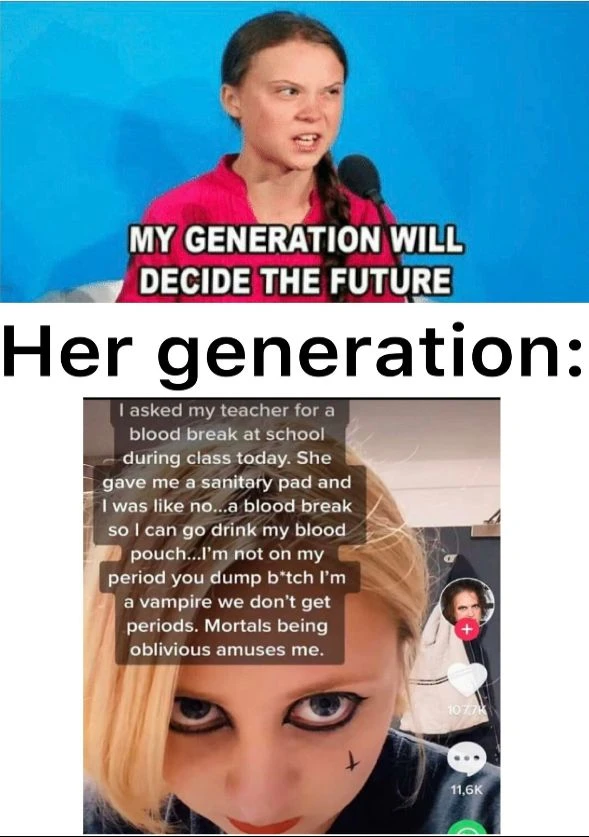 MY GENERATION WILL
DECIDE THE FUTURE
Her generation:
I asked my teacher for a
blood break at school
during class today. She
gave me a sanitary pad and
I was like no...a blood break
so I can go drink my blood
pouch...I'm not on my
period you dump b*tch I'm
a vampire we don't get
periods. Mortals being
oblivious amuses me.
107.7K
11,6K